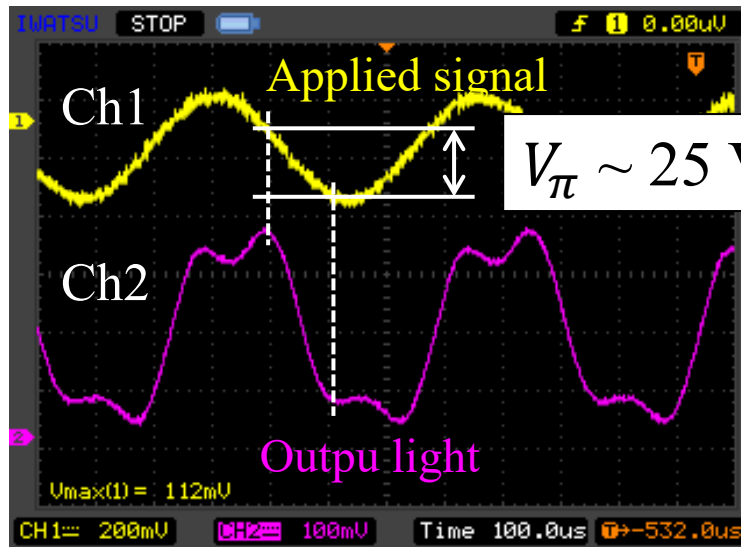 IWATSU STOP 1 0.00uV
T
Applied signal
Ch1
1
Vπ ~ 25 V
Ch2
2
Outpu light
Vmax(1)= 112mV
CH1 200mV CH2 100mV Time 100.0us T→-532.0us